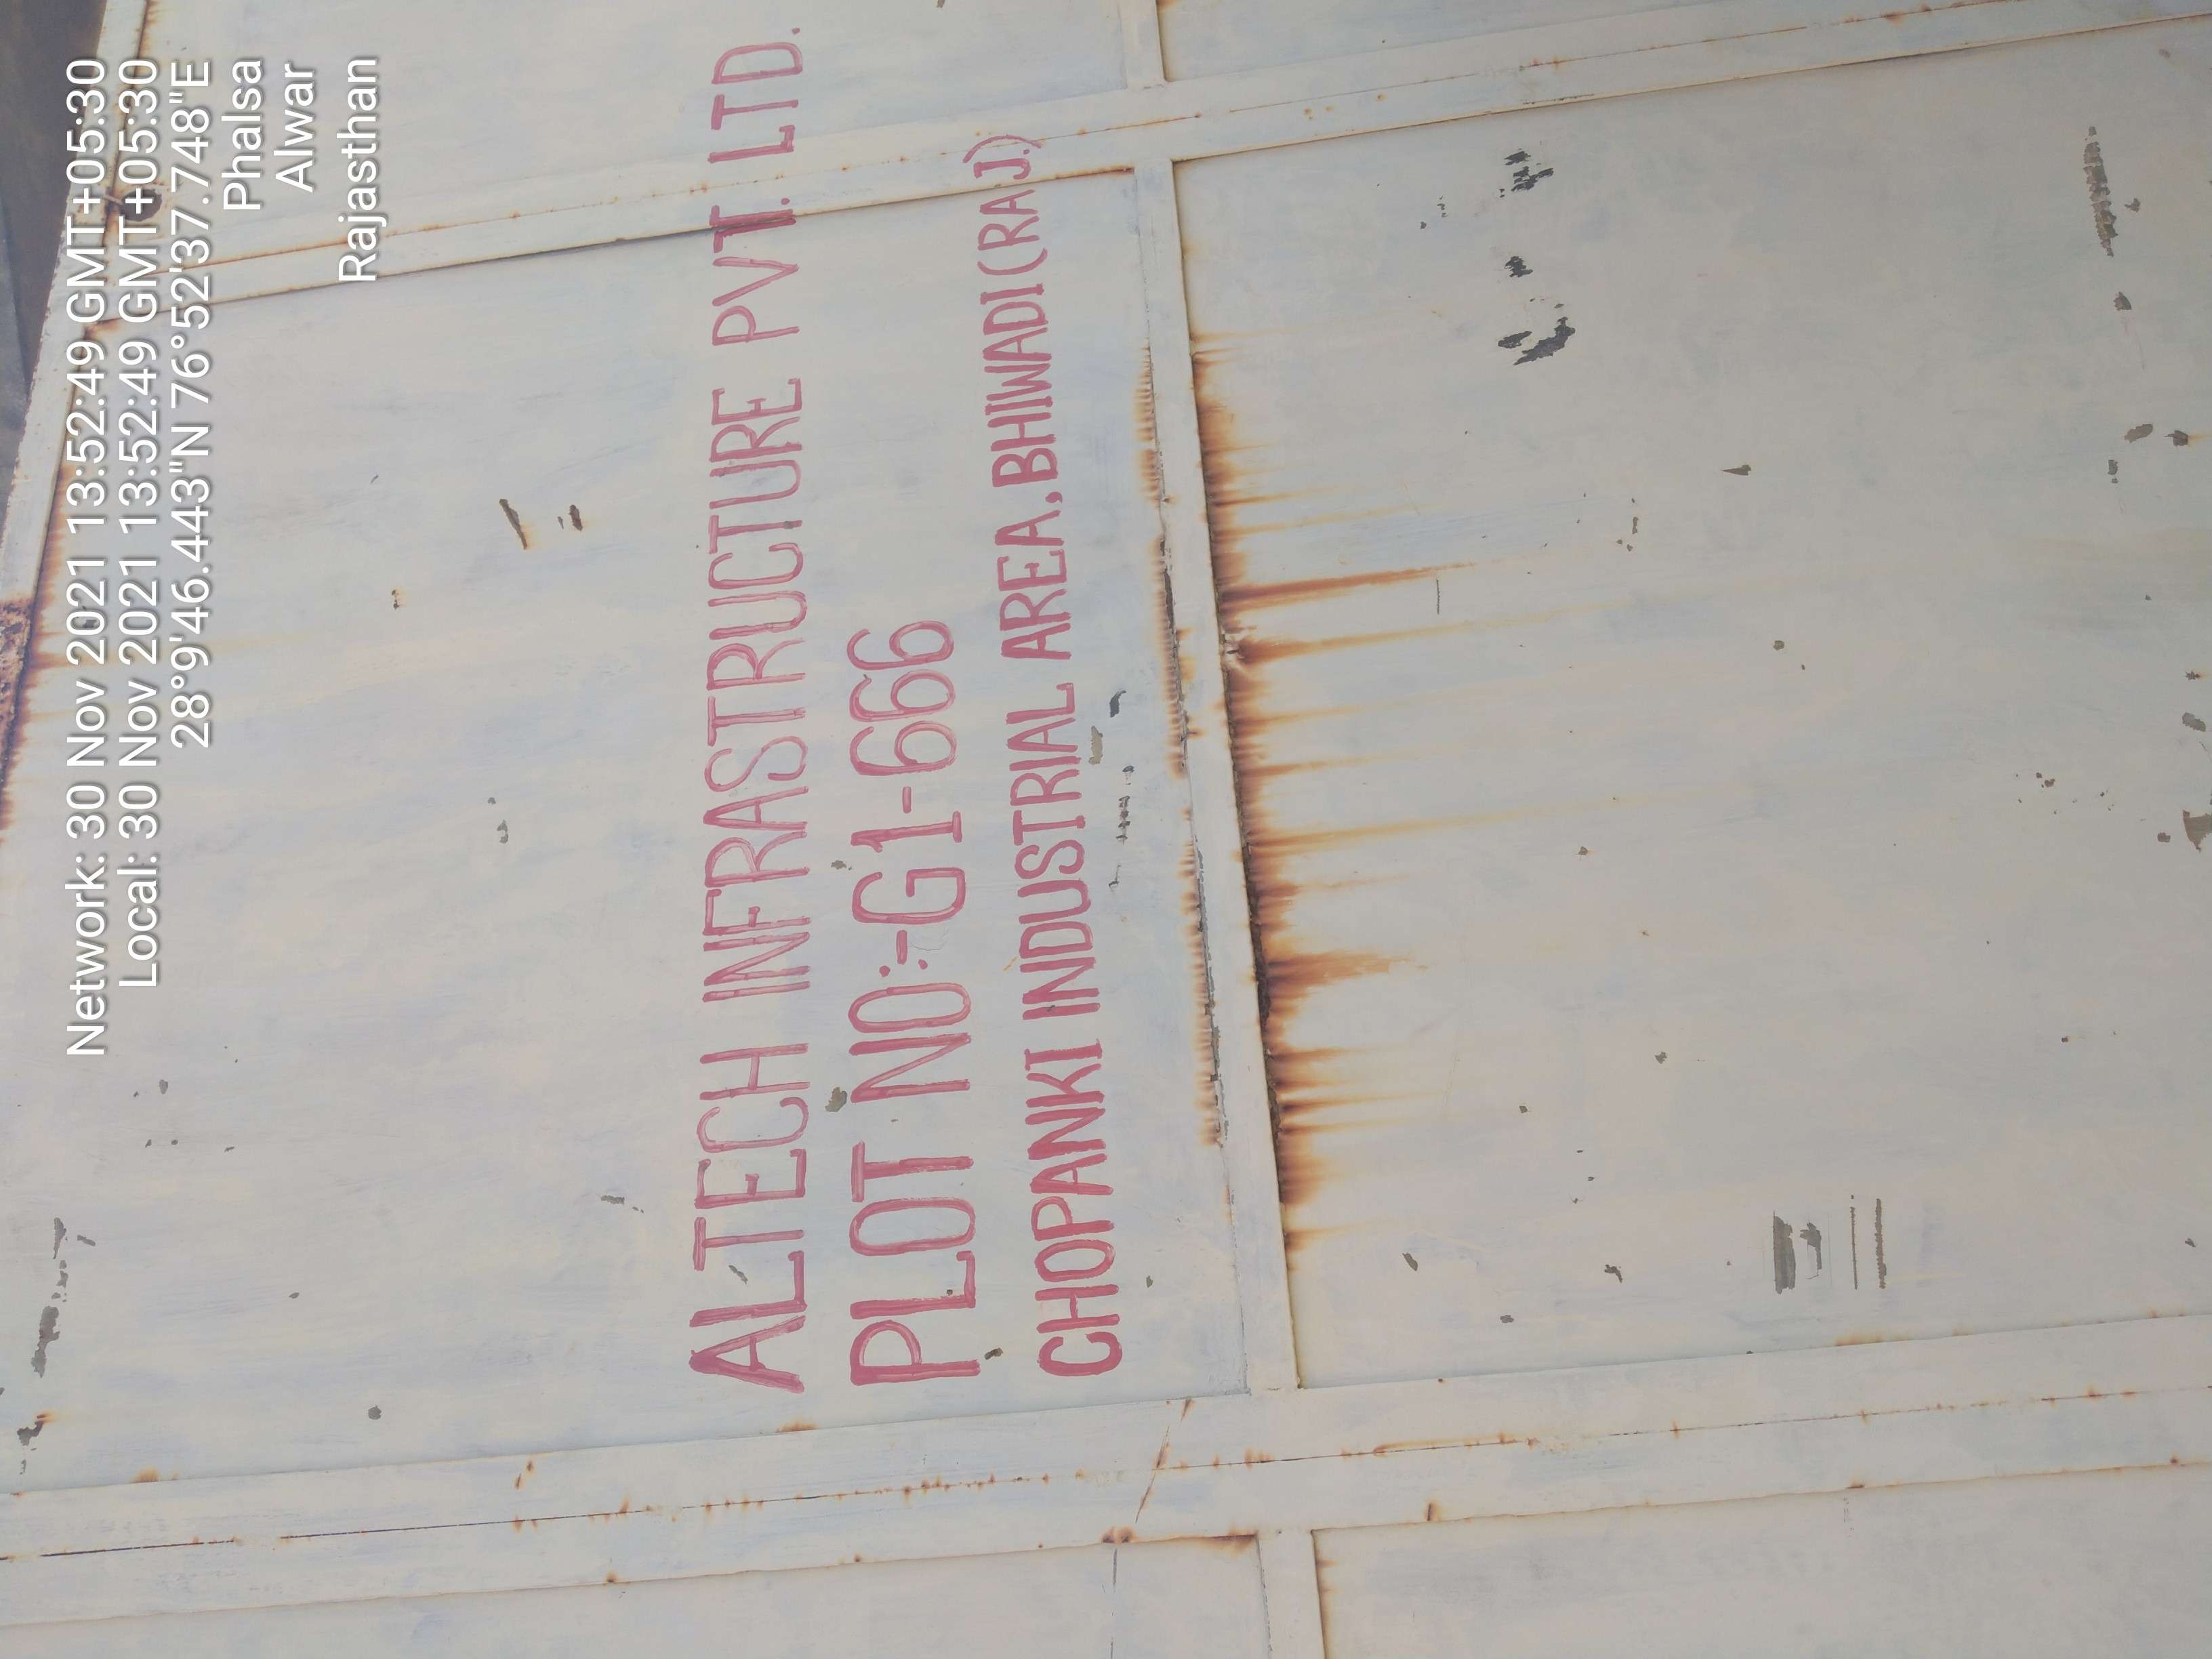 Network: 30 Nov 2021 13:52:49 GMT+05:30
Local: 30 Nov 2021 13:52:49 GMT+05:30
28°9'46.443"N 76°52'37.748"E
Phalsa
Alwar
Rajasthan
ALTECH INFRASTRUCTURE PVT. LTD.
PLOT NO:-G1-666
CHOPANKI INDUSTRIAL AREA, BHIWADI (RAJ.)